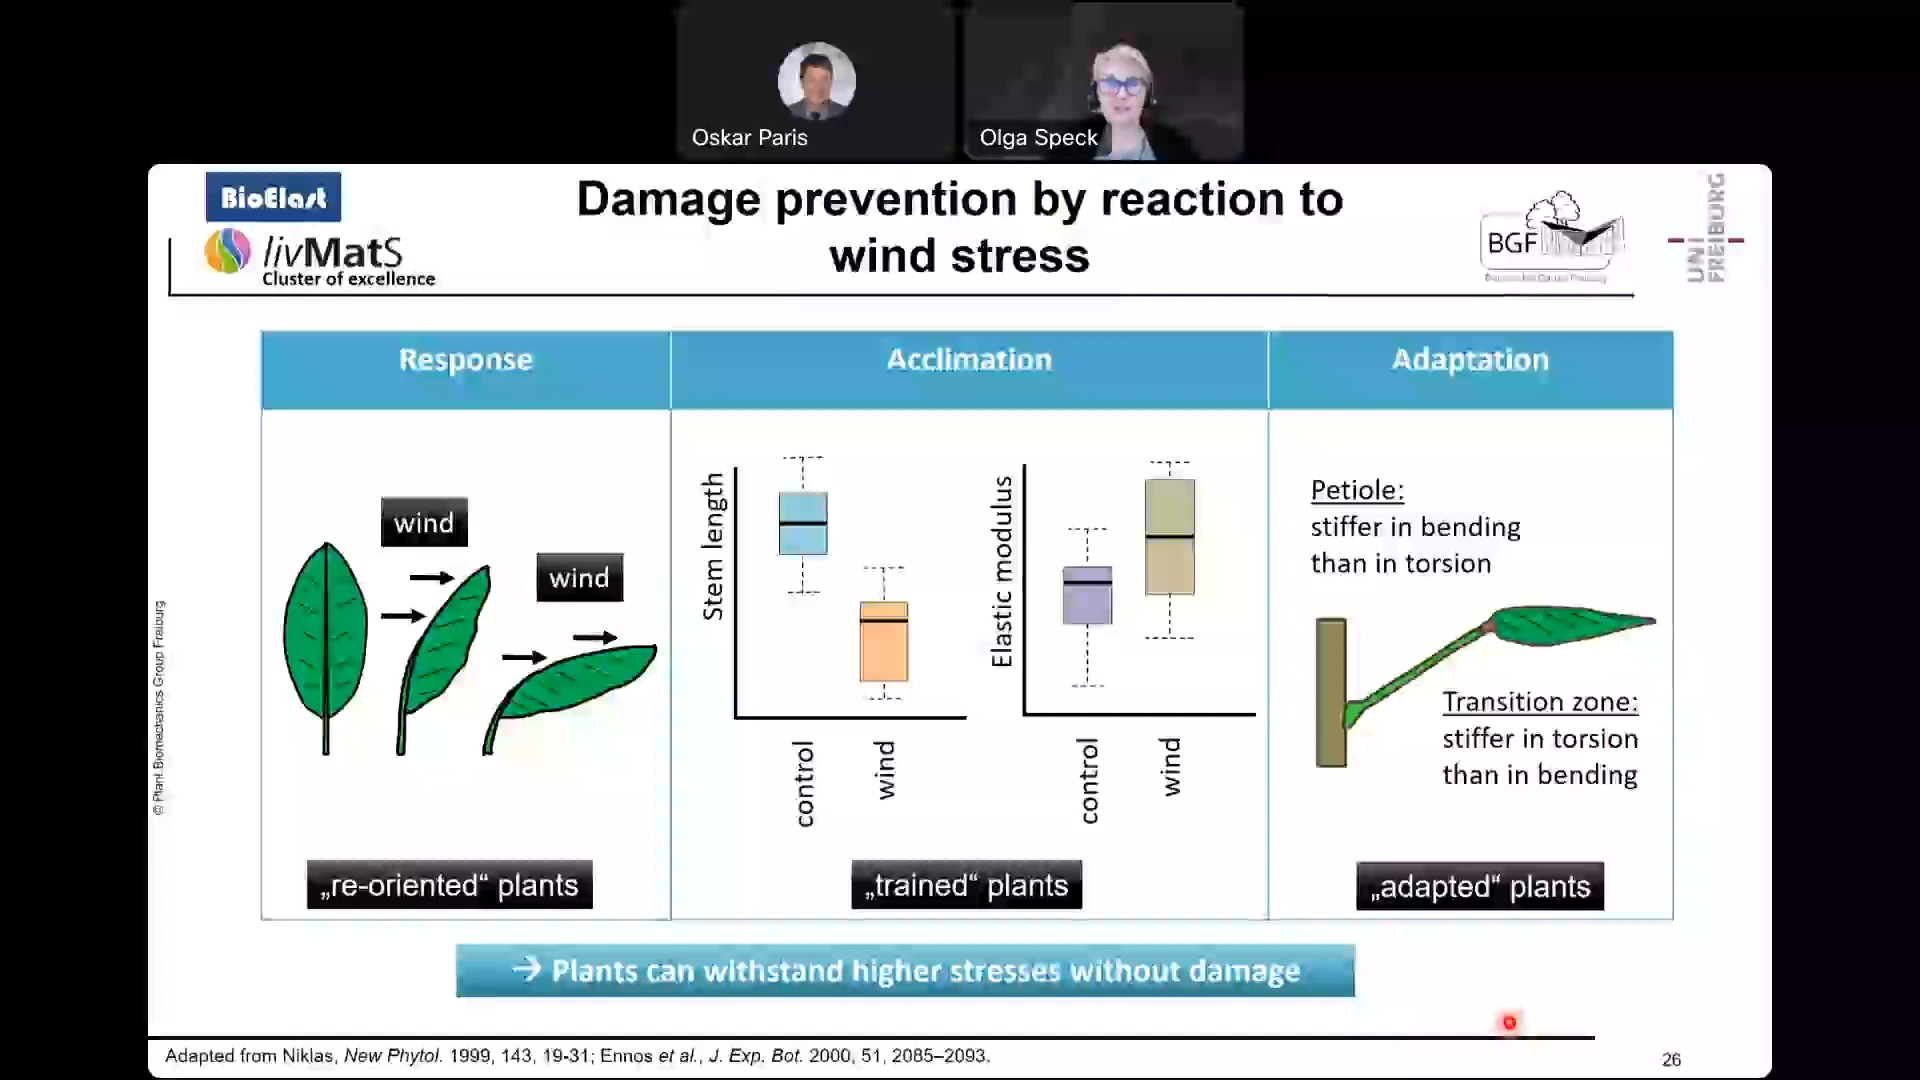 Oskar Paris
Olga Speck
BioElast
livMatS
Cluster of excellence
Damage prevention by reaction to
wind stress
BGF
UNI
FREIBURG
Response
Acclimation
Adaptation
wind
wind
Stem length
control
wind
Elastic modulus
control
wind
Petiole:
stiffer in bending
than in torsion
Transition zone:
stiffer in torsion
than in bending
„re-oriented“ plants
„trained“ plants
„adapted“ plants
→ Plants can withstand higher stresses without damage
© Plant Biomechanics Group Freiburg
Adapted from Niklas, New Phytol. 1999, 143, 19-31; Ennos et al., J. Exp. Bot. 2000, 51, 2085–2093.
26